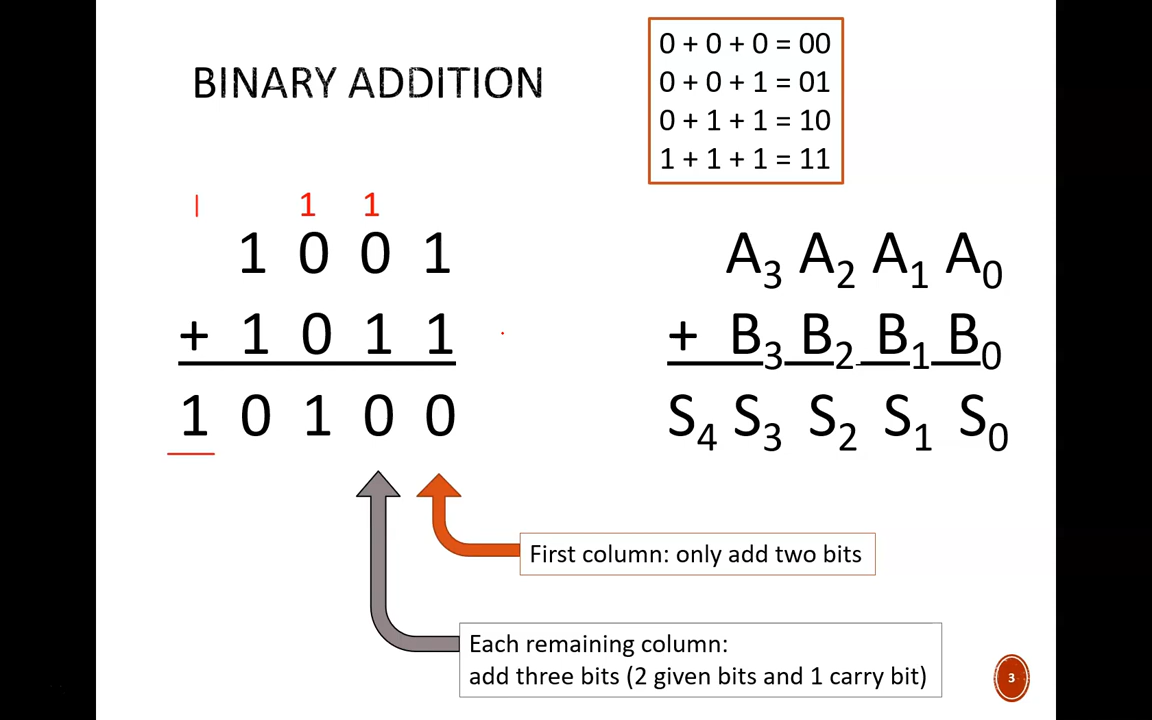 BINARY ADDITION
0 + 0 + 0 = 00
0 + 0 + 1 = 01
0 + 1 + 1 = 10
1 + 1 + 1 = 11
1 1 1
1 0 0 1
+ 1 0 1 1
1 0 1 0 0
A₃ A₂ A₁ A₀
+ B₃ B₂ B₁ B₀
S₄ S₃ S₂ S₁ S₀
First column: only add two bits
Each remaining column:
add three bits (2 given bits and 1 carry bit)
3